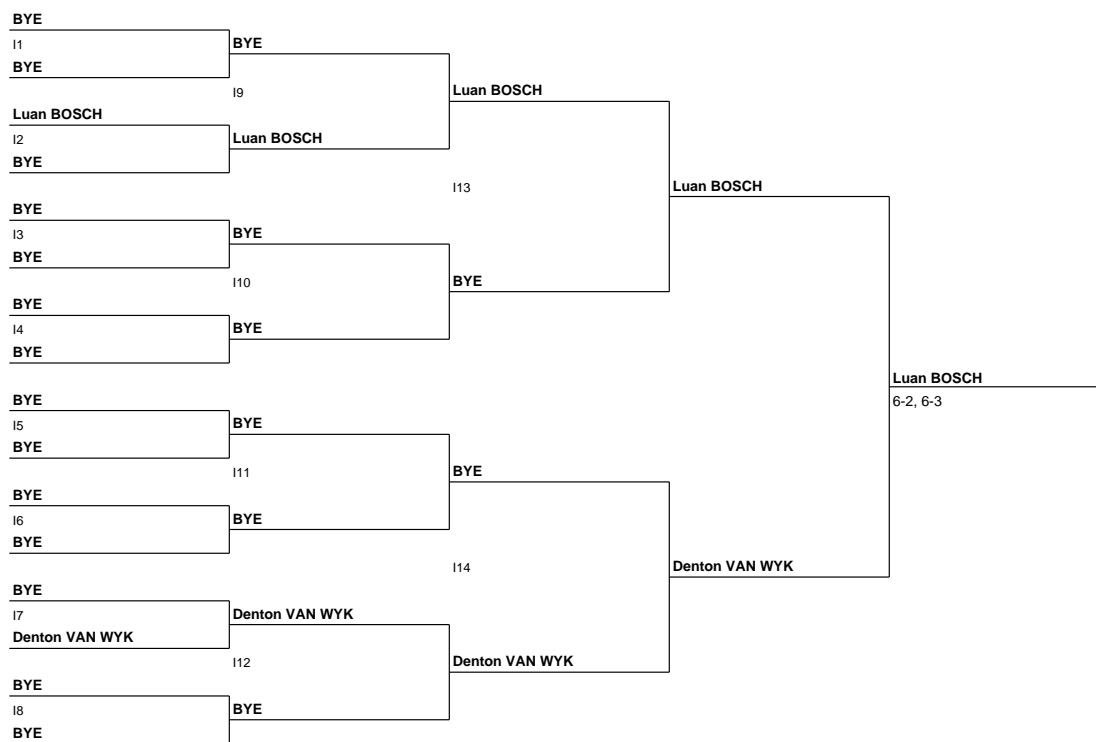 BYE
I1
BYE
BYE
I9
Luan BOSCH
Luan BOSCH
I2
BYE
Luan BOSCH
I13
Luan BOSCH
BYE
I3
BYE
BYE
I10
BYE
BYE
I4
BYE
BYE
Luan BOSCH
6-2, 6-3
BYE
I5
BYE
BYE
I11
BYE
BYE
I6
BYE
BYE
I14
Denton VAN WYK
BYE
I7
Denton VAN WYK
Denton VAN WYK
I12
Denton VAN WYK
BYE
I8
BYE
BYE